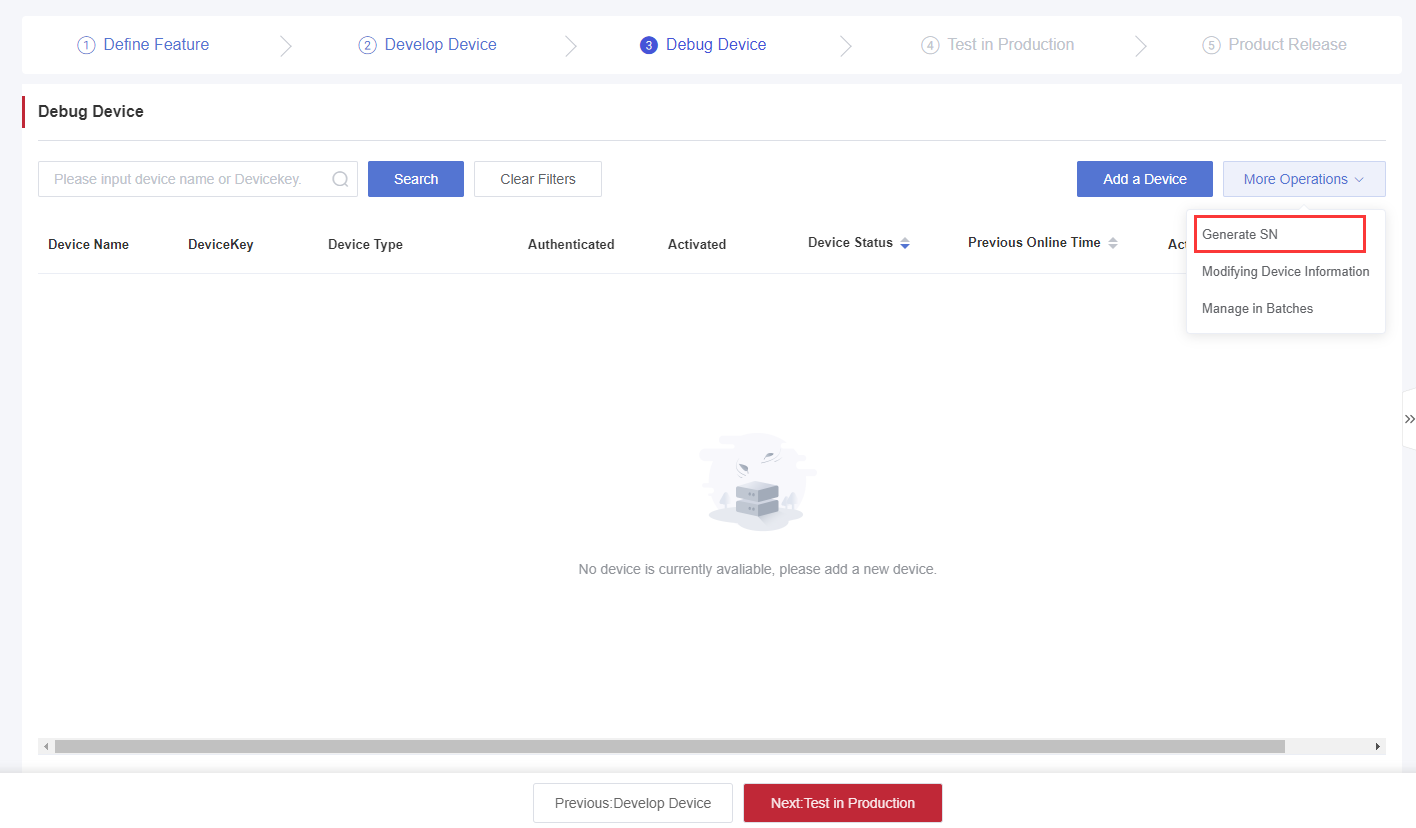 1 Define Feature
2 Develop Device
3 Debug Device
4 Test in Production
5 Product Release
Debug Device
Please input device name or Devicekey.
Search
Clear Filters
Add a Device
More Operations
Device Name
DeviceKey
Device Type
Authenticated
Activated
Device Status
Previous Online Time
Generate SN
Modifying Device Information
Manage in Batches
No device is currently avaliable, please add a new device.
Previous:Develop Device
Next:Test in Production